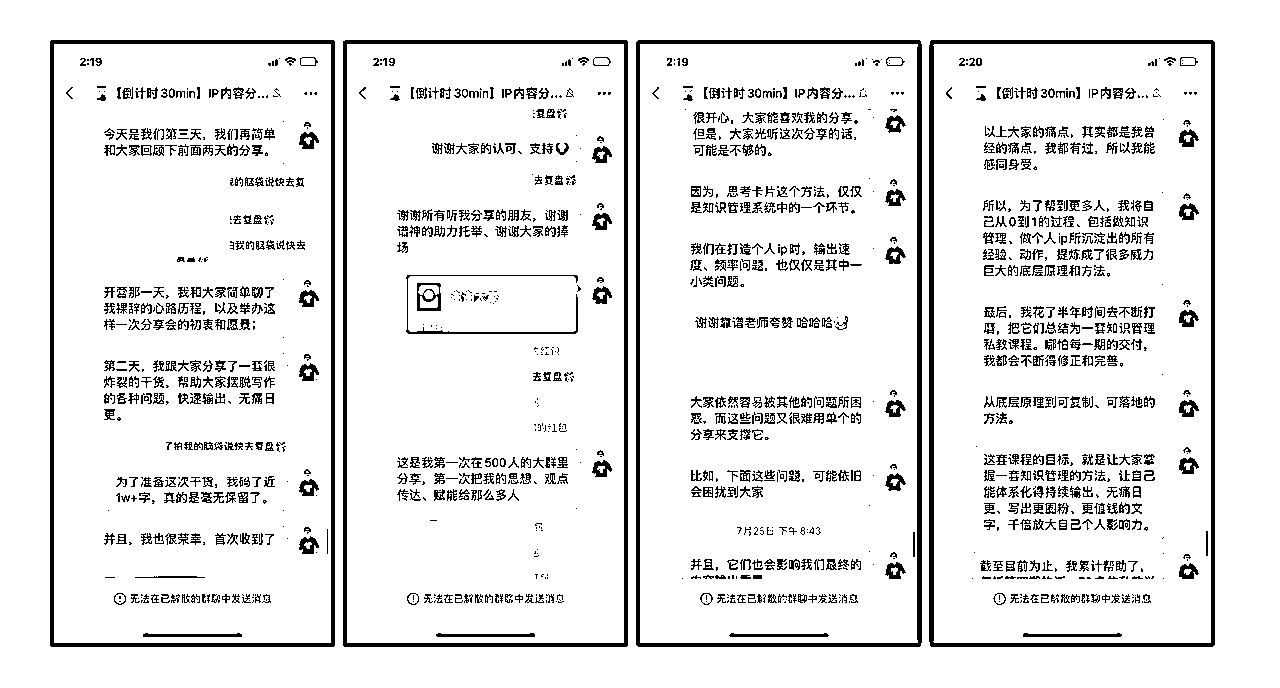 2:19
【倒计时30min】IP内容分...
今天是我们第三天，我们再简单
和大家回顾下前面两天的分享。
的脑袋说快去复
去复盘
我的脑袋说快去
开营那一天，我和大家简单聊了
我裸辞的心路历程，以及举办这
样一次分享会的初衷和愿景；
第二天，我跟大家分享了一套很
炸裂的干货，帮助大家摆脱写作
的各种问题，快速输出、无痛日
更。
了拍我的脑袋说快去复盘
为了准备这次干货，我码了近
1w+字，真的是毫无保留了。
并且，我也很荣幸，首次收到了
无法在已解散的群聊中发送消息
2:19
【倒计时30min】IP内容分...
复盘
谢谢大家的认可、支持
去复盘
谢谢所有听我分享的朋友，谢谢
谱神的助力托举、谢谢大家的捧
场
红包
去复盘
的红包
这是我第一次在500人的大群里
分享，第一次把我的思想、观点
传达、赋能给那么多人
无法在已解散的群聊中发送消息
2:19
【倒计时30min】IP内容分...
很开心，大家能喜欢我的分享。
但是，大家光听这次分享的话，
可能是不够的。
因为，思考卡片这个方法，仅仅
是知识管理系统中的一个环节。
我们在打造个人ip时，输出速
度、频率问题，也仅仅是其中一
小类问题。
谢谢靠谱老师夸赞 哈哈哈
大家依然容易被其他的问题所困
惑，而这些问题又很难用单个的
分享来支撑它。
比如，下面这些问题，可能依旧
会困扰到大家
7月25日 下午8:43
并且，它们也会影响我们最终的
内容输出质量
无法在已解散的群聊中发送消息
2:20
【倒计时30min】IP内容分...
以上大家的痛点，其实都是我曾
经的痛点，我都有过，所以我能
感同身受。
所以，为了帮到更多人，我将自
己从0到1的过程、包括做知识
管理、做个人ip所沉淀出的所有
经验、动作，提炼成了很多威力
巨大的底层原理和方法。
最后，我花了半年时间去不断打
磨，把它们总结为一套知识管理
私教课程。哪怕每一期的交付，
我都会不断得修正和完善。
从底层原理到可复制、可落地的
方法。
这套课程的目标，就是让大家掌
握一套知识管理的方法，让自己
能体系化得持续输出、无痛日
更、写出更圈粉、更值钱的文
字，千倍放大自己个人影响力。
截至目前为止，我累计帮助了，
无法在已解散的群聊中发送消息